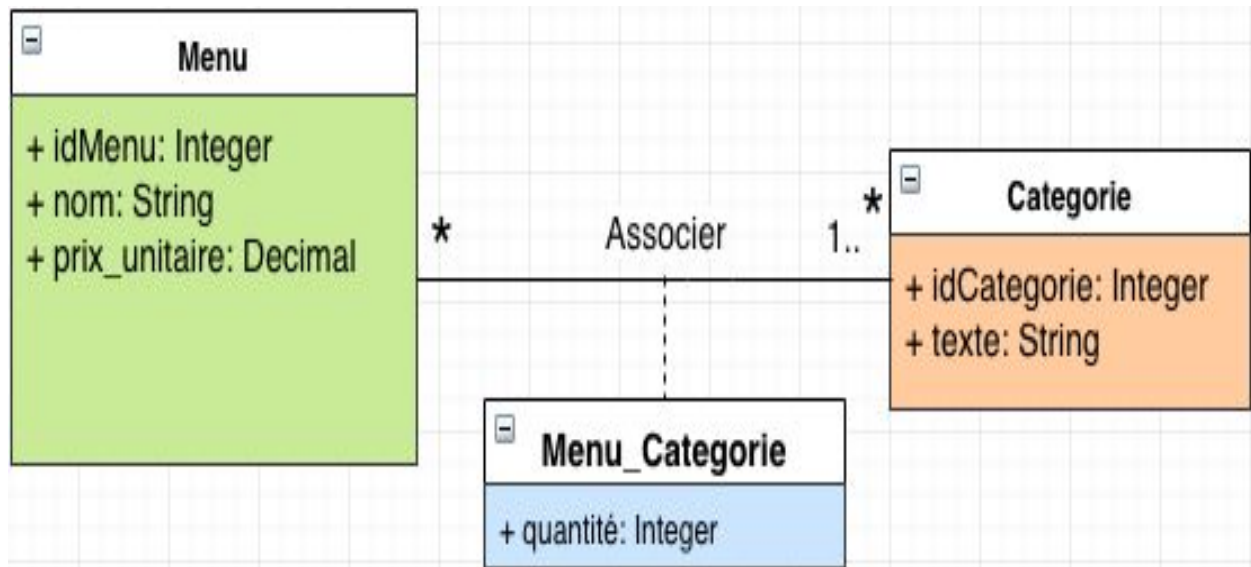 Menu
+ idMenu: Integer
+ nom: String
+ prix_unitaire: Decimal
*
Associer
1..*
Categorie
+ idCategorie: Integer
+ texte: String
Menu_Categorie
+ quantité: Integer